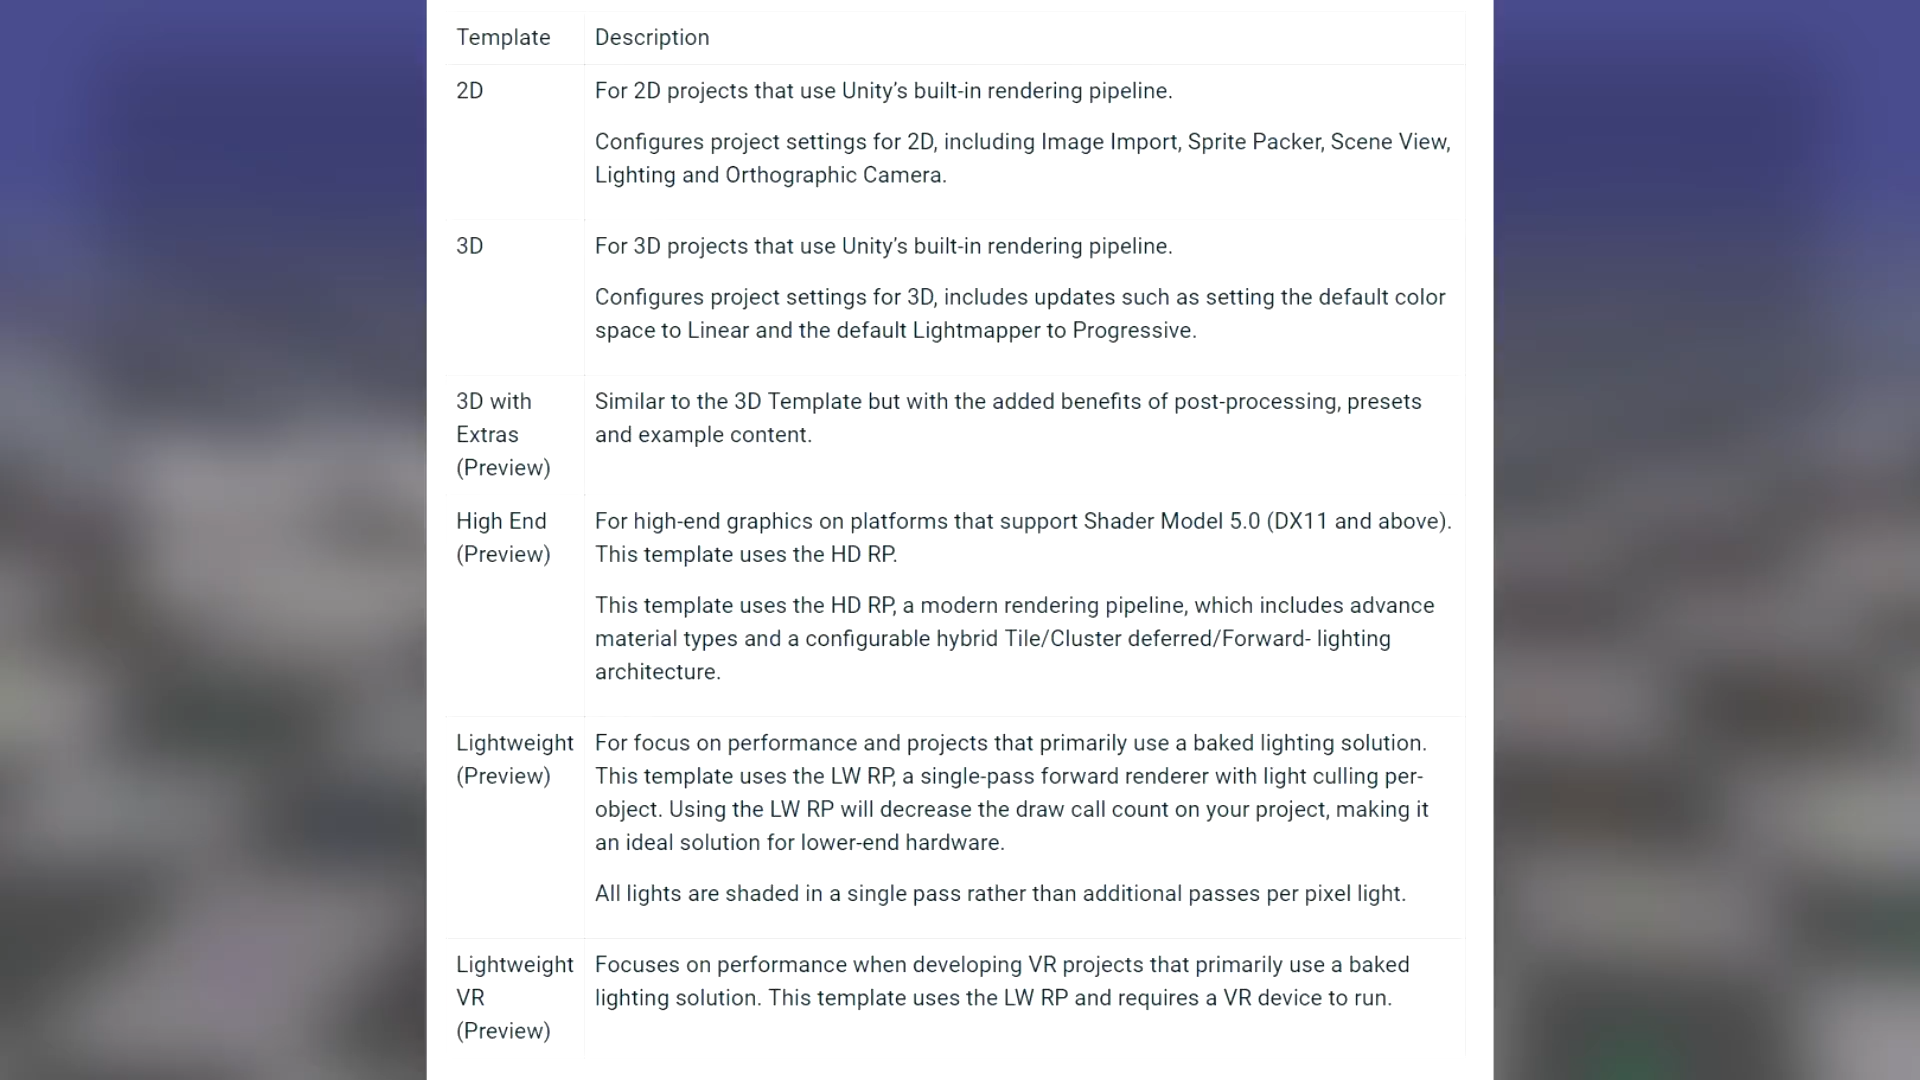 Template Description
2D For 2D projects that use Unity’s built-in rendering pipeline.
Configures project settings for 2D, including Image Import, Sprite Packer, Scene View,
Lighting and Orthographic Camera.
3D For 3D projects that use Unity’s built-in rendering pipeline.
Configures project settings for 3D, includes updates such as setting the default color
space to Linear and the default Lightmapper to Progressive.
3D with Similar to the 3D Template but with the added benefits of post-processing, presets
Extras and example content.
(Preview)
High End For high-end graphics on platforms that support Shader Model 5.0 (DX11 and above).
(Preview) This template uses the HD RP.
This template uses the HD RP, a modern rendering pipeline, which includes advance
material types and a configurable hybrid Tile/Cluster deferred/Forward- lighting
architecture.
Lightweight For focus on performance and projects that primarily use a baked lighting solution.
(Preview) This template uses the LW RP, a single-pass forward renderer with light culling per-
object. Using the LW RP will decrease the draw call count on your project, making it
an ideal solution for lower-end hardware.
All lights are shaded in a single pass rather than additional passes per pixel light.
Lightweight Focuses on performance when developing VR projects that primarily use a baked
VR lighting solution. This template uses the LW RP and requires a VR device to run.
(Preview)